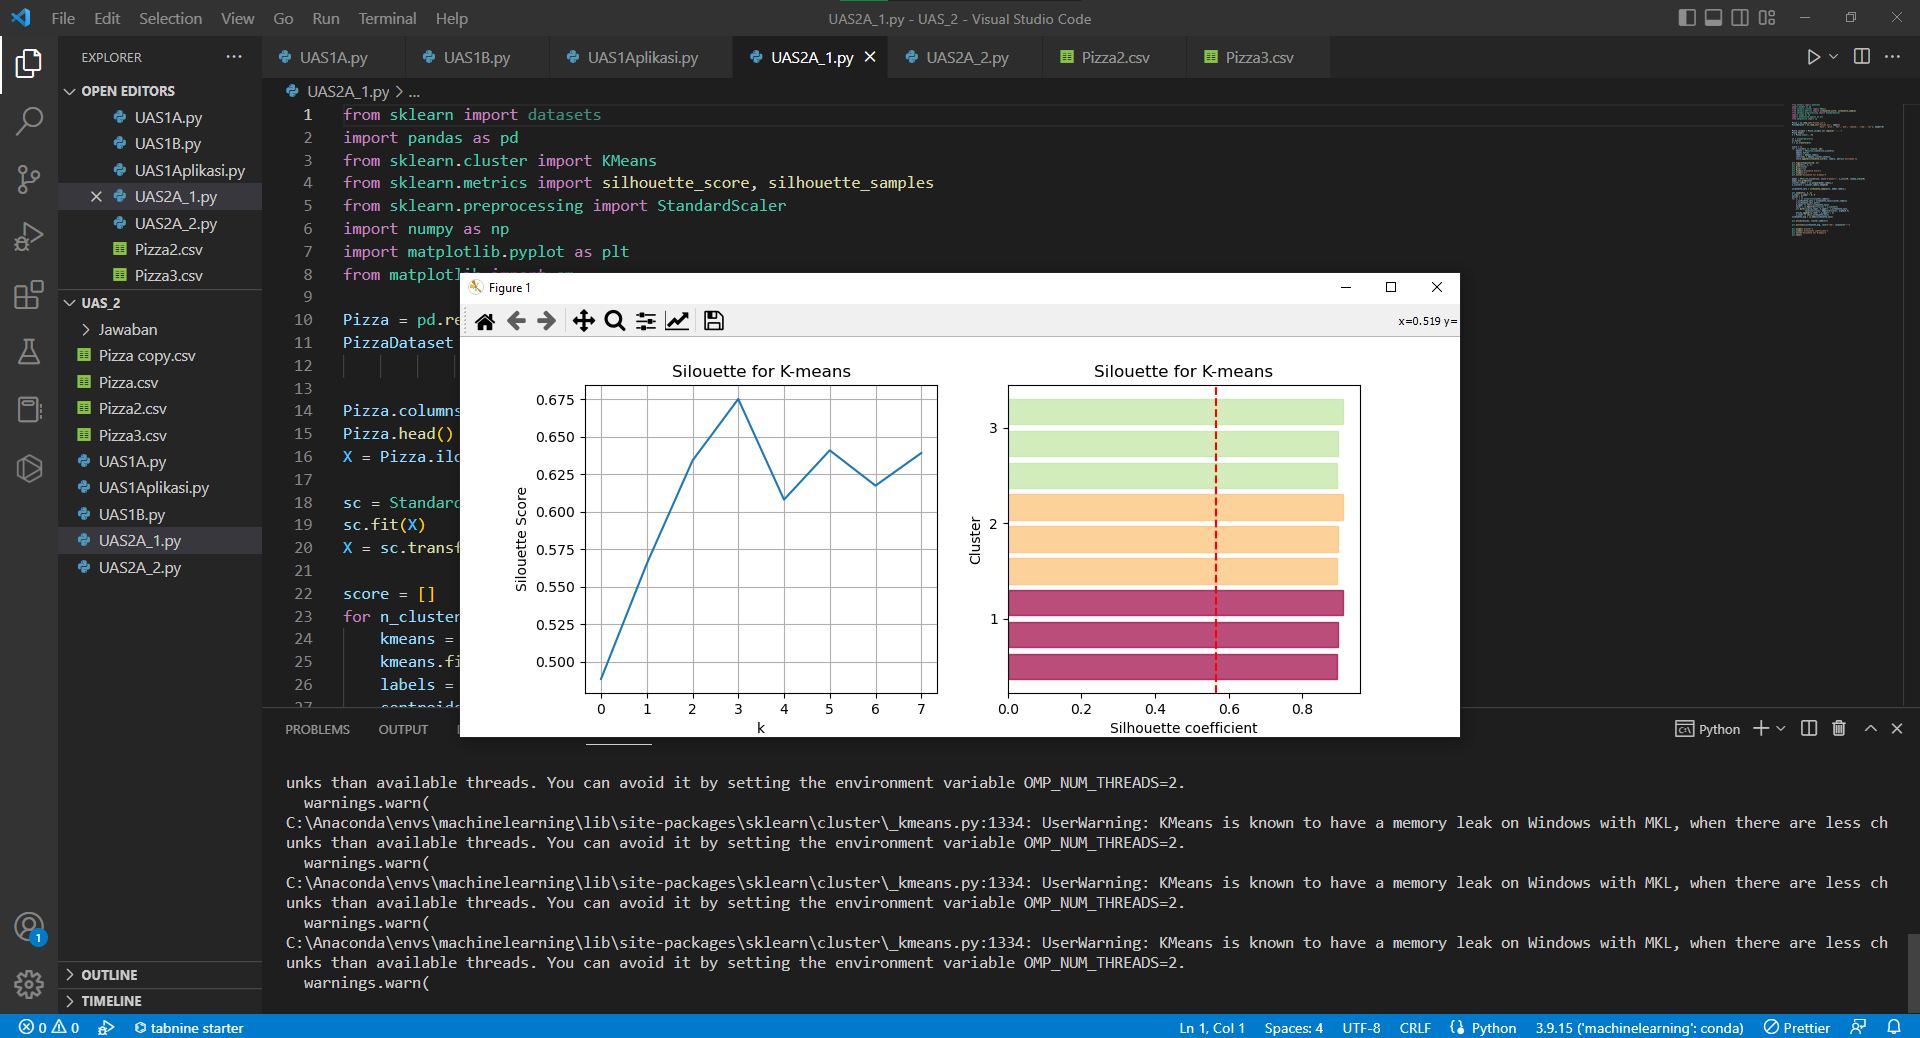 File Edit Selection View Go Run Terminal Help
UAS2A_1.py - UAS_2 - Visual Studio Code
EXPLORER
OPEN EDITORS
UAS1A.py
UAS1B.py
UAS1Aplikasi.py
UAS2A_1.py
UAS2A_2.py
Pizza2.csv
Pizza3.csv
UAS_2
Jawaban
Pizza copy.csv
Pizza.csv
Pizza2.csv
Pizza3.csv
UAS1A.py
UAS1Aplikasi.py
UAS1B.py
UAS2A_1.py
UAS2A_2.py
OUTLINE
TIMELINE
UAS1A.py UAS1B.py UAS1Aplikasi.py UAS2A_1.py UAS2A_2.py Pizza2.csv Pizza3.csv
UAS2A_1.py > ...
1 from sklearn import datasets
2 import pandas as pd
3 from sklearn.cluster import KMeans
4 from sklearn.metrics import silhouette_score, silhouette_samples
5 from sklearn.preprocessing import StandardScaler
6 import numpy as np
7 import matplotlib.pyplot as plt
8 from matplotl
9
10 Pizza = pd.re
11 PizzaDataset
12
13
14 Pizza.columns
15 Pizza.head()
16 X = Pizza.ilo
17
18 sc = Standard
19 sc.fit(X)
20 X = sc.transf
21
22 score = []
23 for n_cluster
24 kmeans =
25 kmeans.fi
26 labels =
27 centroids
Figure 1
x=0.519 y=
Silouette for K-means
Silouette Score
0.675
0.650
0.625
0.600
0.575
0.550
0.525
0.500
0 1 2 3 4 5 6 7
k
Silouette for K-means
Cluster
3
2
1
0.0 0.2 0.4 0.6 0.8
Silhouette coefficient
PROBLEMS OUTPUT
Python
unks than available threads. You can avoid it by setting the environment variable OMP_NUM_THREADS=2.
warnings.warn(
C:\Anaconda\envs\machinelearning\lib\site-packages\sklearn\cluster\_kmeans.py:1334: UserWarning: KMeans is known to have a memory leak on Windows with MKL, when there are less ch
unks than available threads. You can avoid it by setting the environment variable OMP_NUM_THREADS=2.
warnings.warn(
C:\Anaconda\envs\machinelearning\lib\site-packages\sklearn\cluster\_kmeans.py:1334: UserWarning: KMeans is known to have a memory leak on Windows with MKL, when there are less ch
unks than available threads. You can avoid it by setting the environment variable OMP_NUM_THREADS=2.
warnings.warn(
C:\Anaconda\envs\machinelearning\lib\site-packages\sklearn\cluster\_kmeans.py:1334: UserWarning: KMeans is known to have a memory leak on Windows with MKL, when there are less ch
unks than available threads. You can avoid it by setting the environment variable OMP_NUM_THREADS=2.
warnings.warn(
1
0 0 tabnine starter
Ln 1, Col 1 Spaces: 4 UTF-8 CRLF Python 3.9.15 ('machinelearning': conda) Prettier